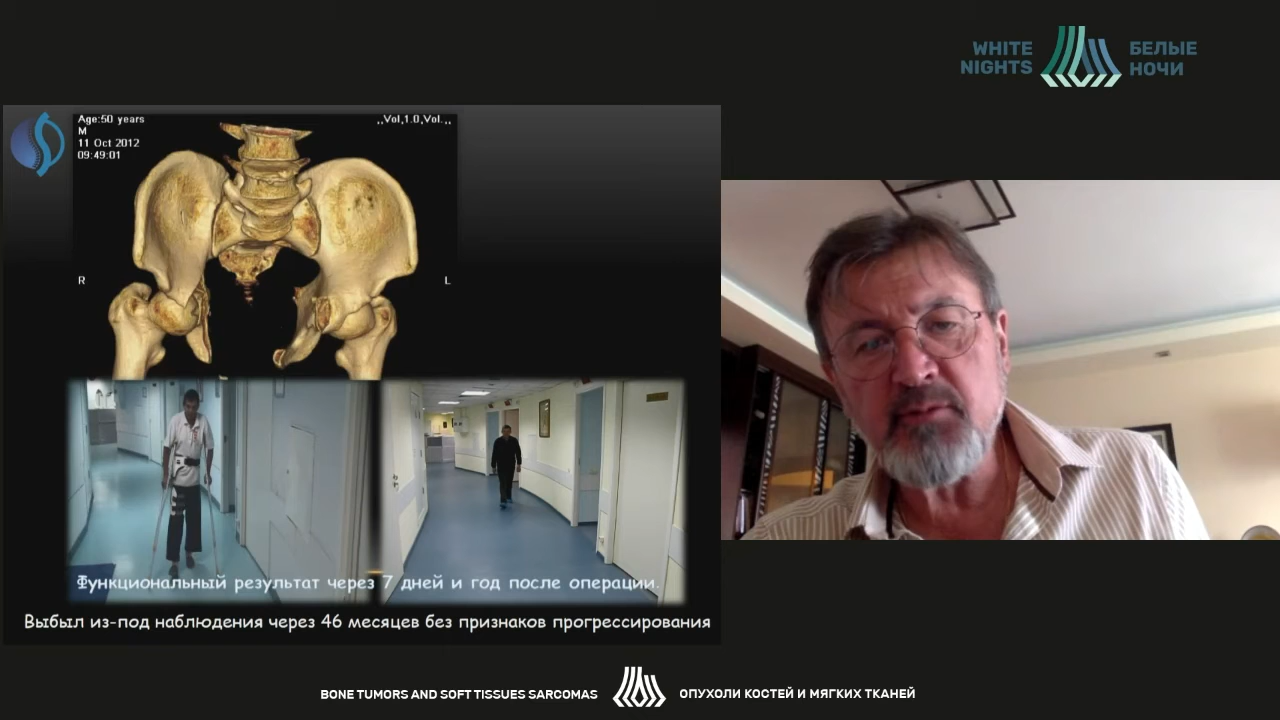 WHITE
NIGHTS
БЕЛЫЕ
НОЧИ
Age:50 years
M
11 Oct 2012
09:49:01
,,Vol,1.0,Vol.,,
R
L
Функциональный результат через 7 дней и год после операции.
Выбыл из-под наблюдения через 46 месяцев без признаков прогрессирования
BONE TUMORS AND SOFT TISSUES SARCOMAS
ОПУХОЛИ КОСТЕЙ И МЯГКИХ ТКАНЕЙ